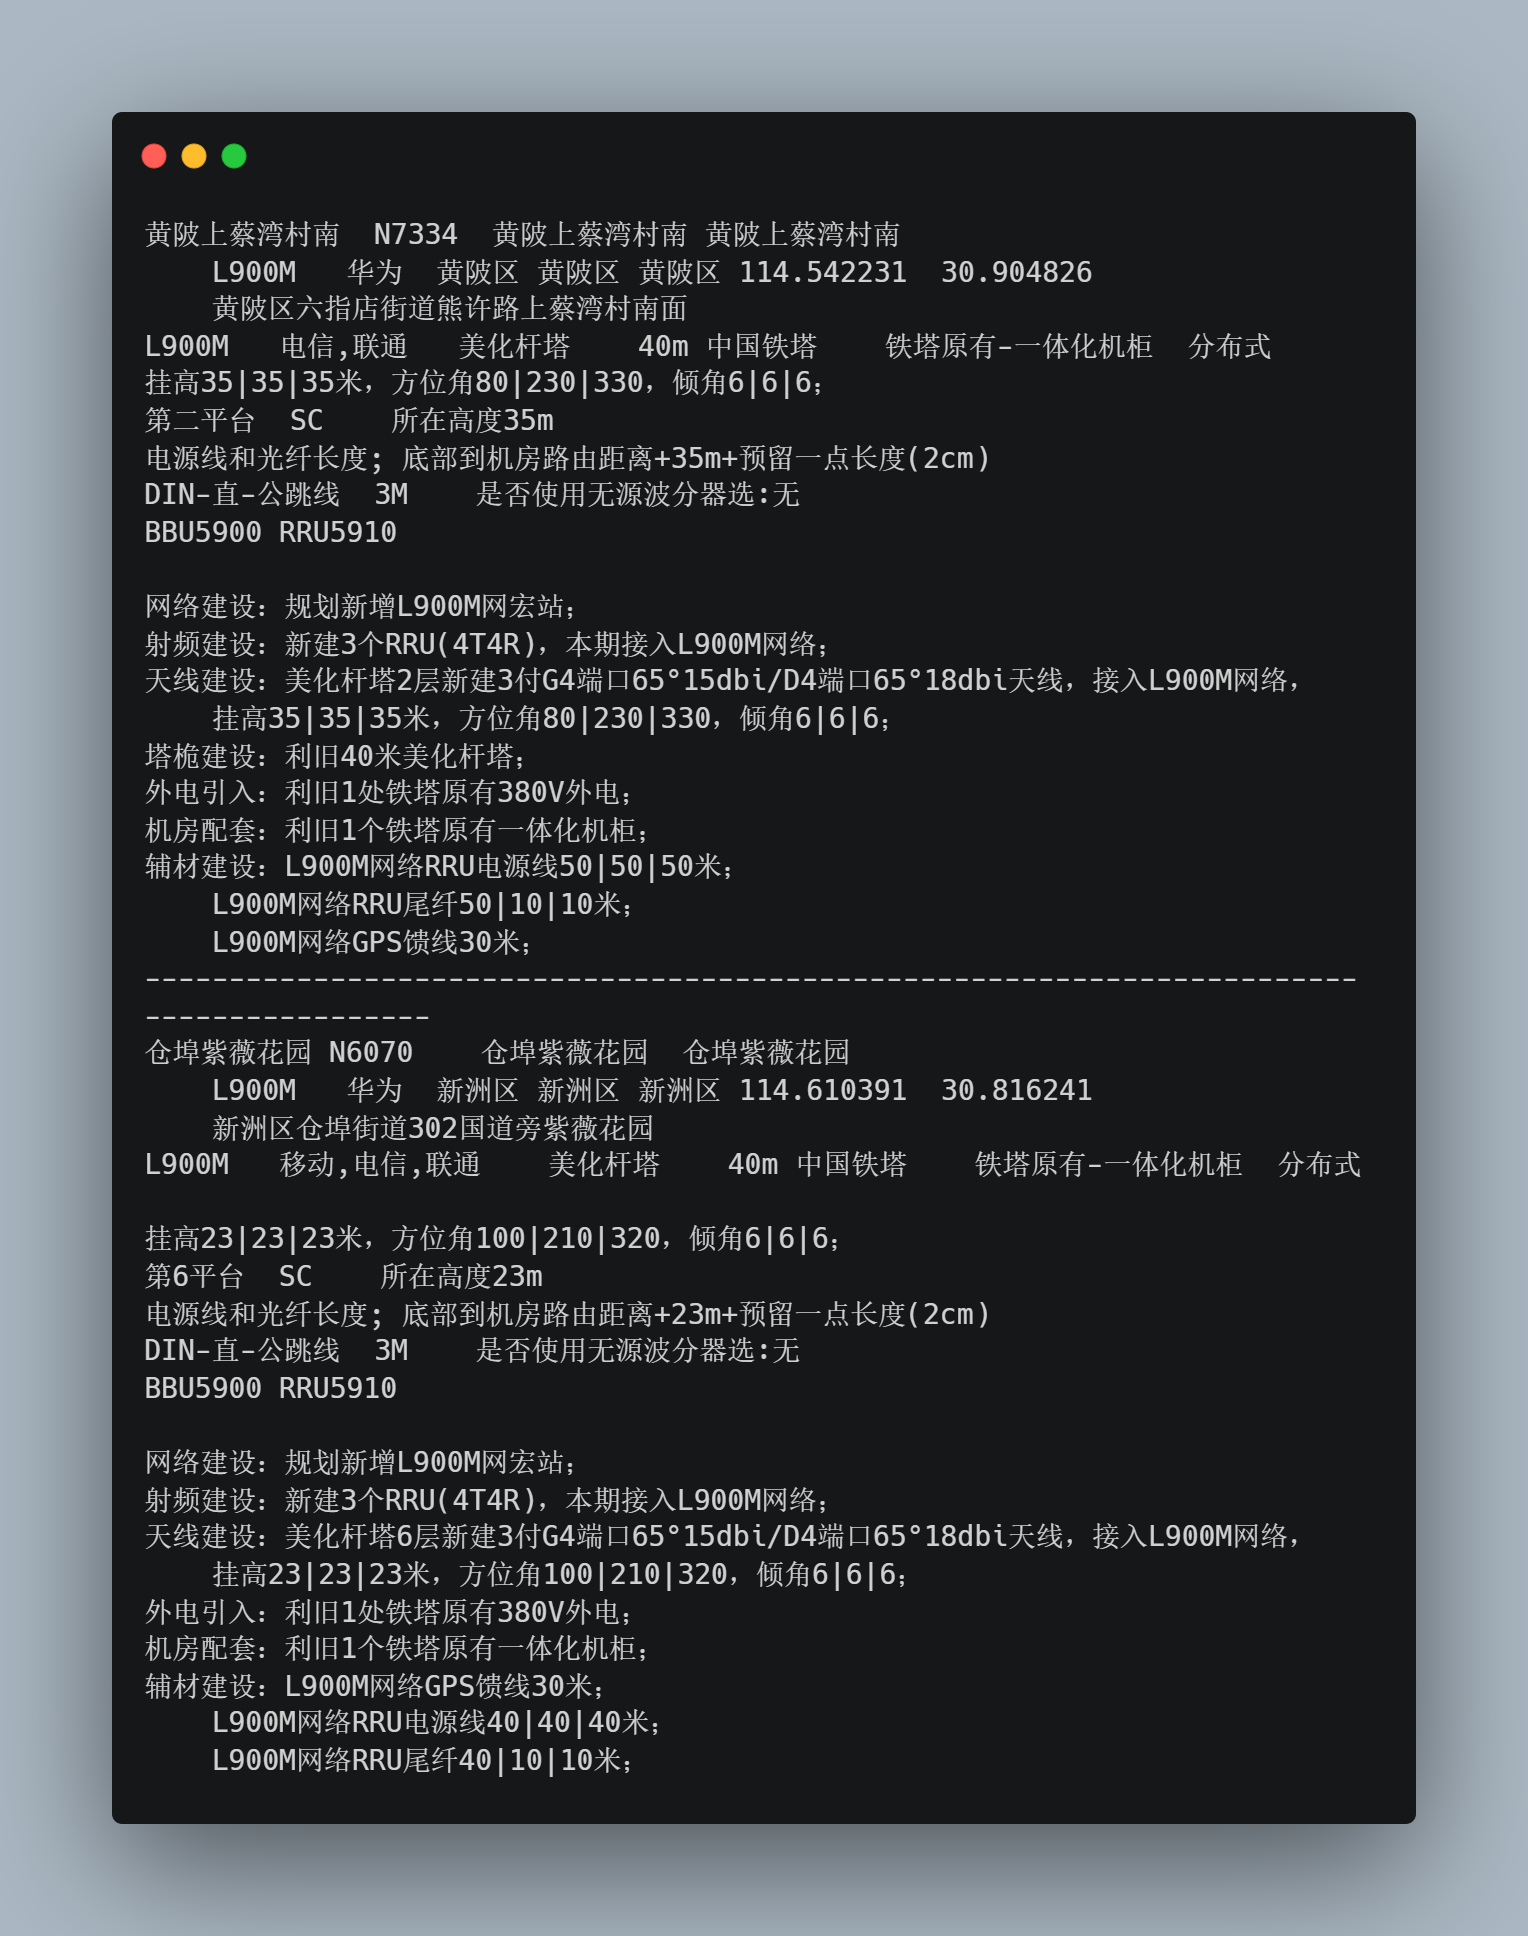 黄陂上蔡湾村南  N7334  黄陂上蔡湾村南 黄陂上蔡湾村南
    L900M   华为  黄陂区 黄陂区 黄陂区 114.542231  30.904826
    黄陂区六指店街道熊许路上蔡湾村南面
L900M   电信,联通   美化杆塔    40m 中国铁塔    铁塔原有-一体化机柜  分布式
挂高35|35|35米，方位角80|230|330，倾角6|6|6；
第二平台  SC    所在高度35m
电源线和光纤长度; 底部到机房路由距离+35m+预留一点长度(2cm)
DIN-直-公跳线  3M    是否使用无源波分器选:无
BBU5900 RRU5910

网络建设：规划新增L900M网宏站；
射频建设：新建3个RRU(4T4R)，本期接入L900M网络；
天线建设：美化杆塔2层新建3付G4端口65°15dbi/D4端口65°18dbi天线，接入L900M网络，
    挂高35|35|35米，方位角80|230|330，倾角6|6|6；
塔桅建设：利旧40米美化杆塔；
外电引入：利旧1处铁塔原有380V外电；
机房配套：利旧1个铁塔原有一体化机柜；
辅材建设：L900M网络RRU电源线50|50|50米；
    L900M网络RRU尾纤50|10|10米；
    L900M网络GPS馈线30米；
------------------------------------------------------------------------
-----------------
仓埠紫薇花园 N6070    仓埠紫薇花园  仓埠紫薇花园
    L900M   华为  新洲区 新洲区 新洲区 114.610391  30.816241
    新洲区仓埠街道302国道旁紫薇花园
L900M   移动,电信,联通    美化杆塔    40m 中国铁塔    铁塔原有-一体化机柜  分布式

挂高23|23|23米，方位角100|210|320，倾角6|6|6；
第6平台  SC    所在高度23m
电源线和光纤长度; 底部到机房路由距离+23m+预留一点长度(2cm)
DIN-直-公跳线  3M    是否使用无源波分器选:无
BBU5900 RRU5910

网络建设：规划新增L900M网宏站；
射频建设：新建3个RRU(4T4R)，本期接入L900M网络；
天线建设：美化杆塔6层新建3付G4端口65°15dbi/D4端口65°18dbi天线，接入L900M网络，
    挂高23|23|23米，方位角100|210|320，倾角6|6|6；
外电引入：利旧1处铁塔原有380V外电；
机房配套：利旧1个铁塔原有一体化机柜；
辅材建设：L900M网络GPS馈线30米；
    L900M网络RRU电源线40|40|40米；
    L900M网络RRU尾纤40|10|10米；